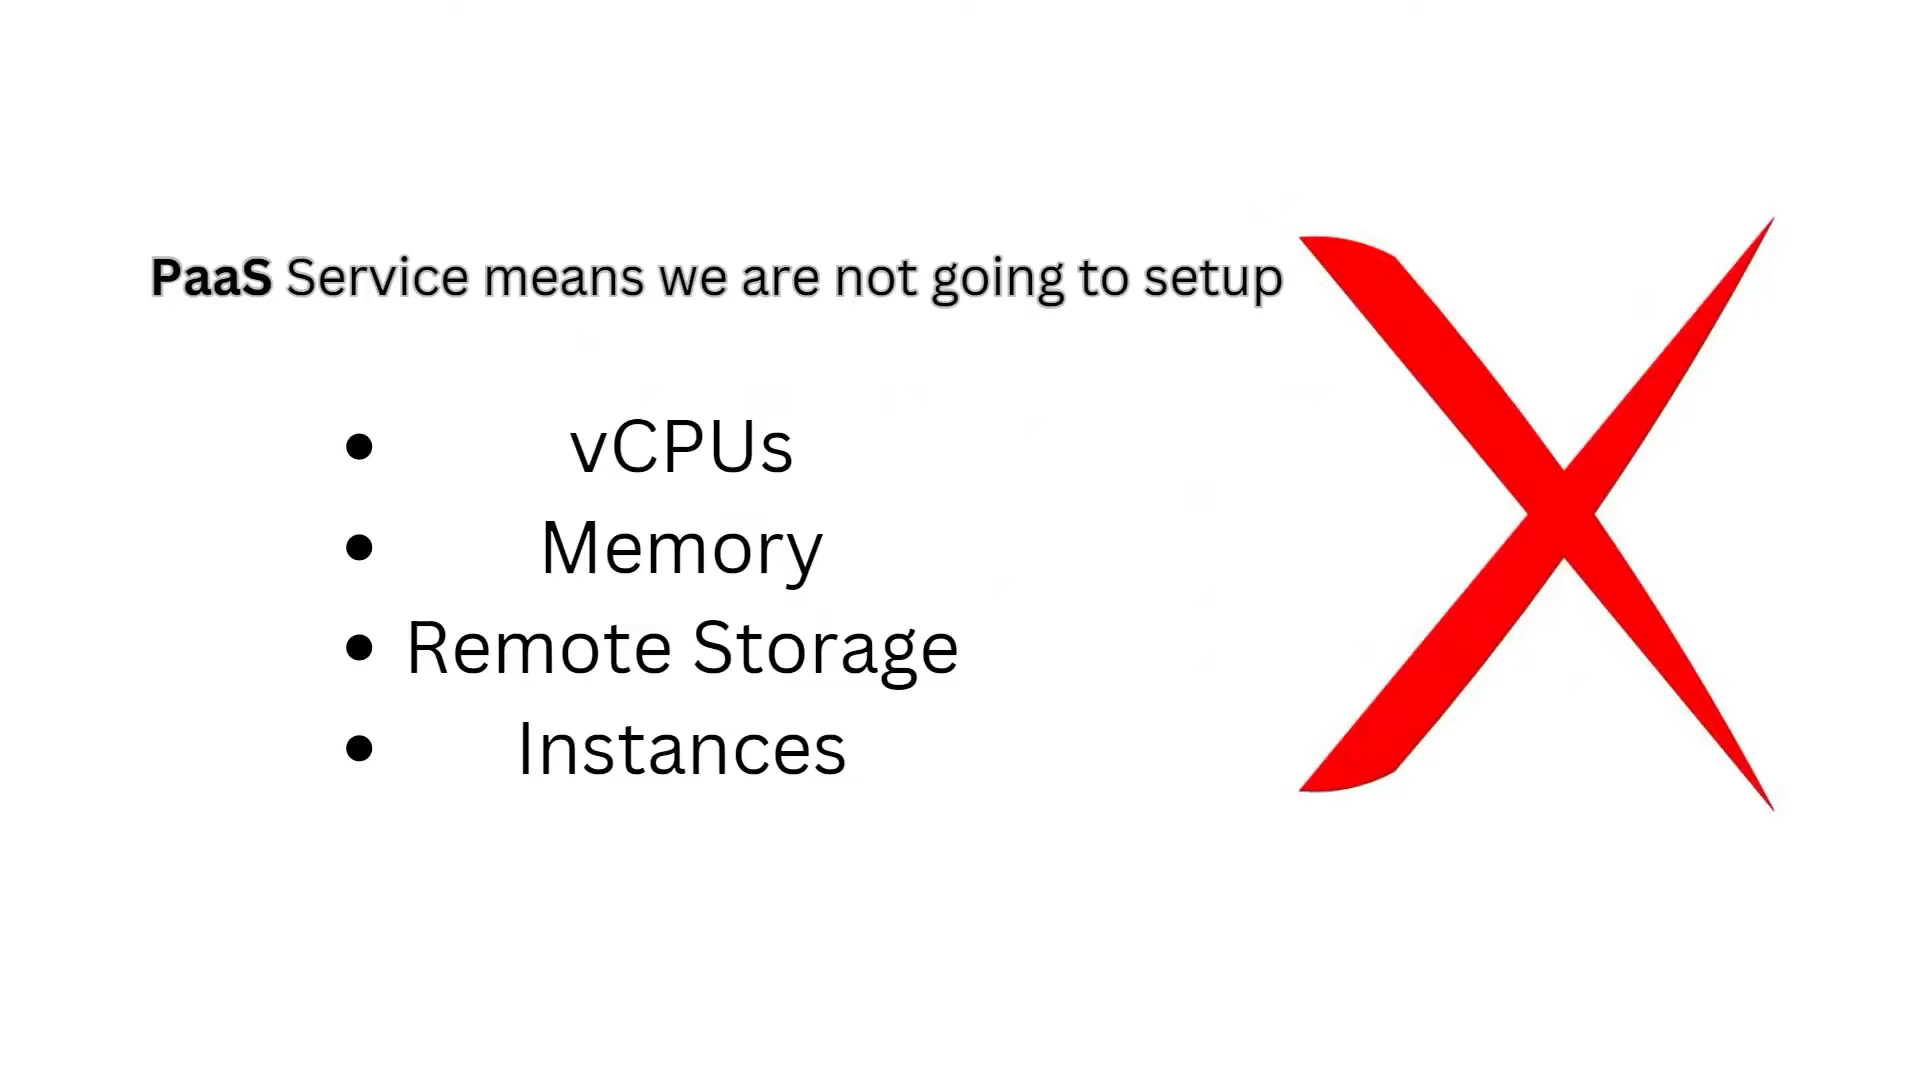 PaaS Service means we are not going to setup
• vCPUs
• Memory
• Remote Storage
• Instances